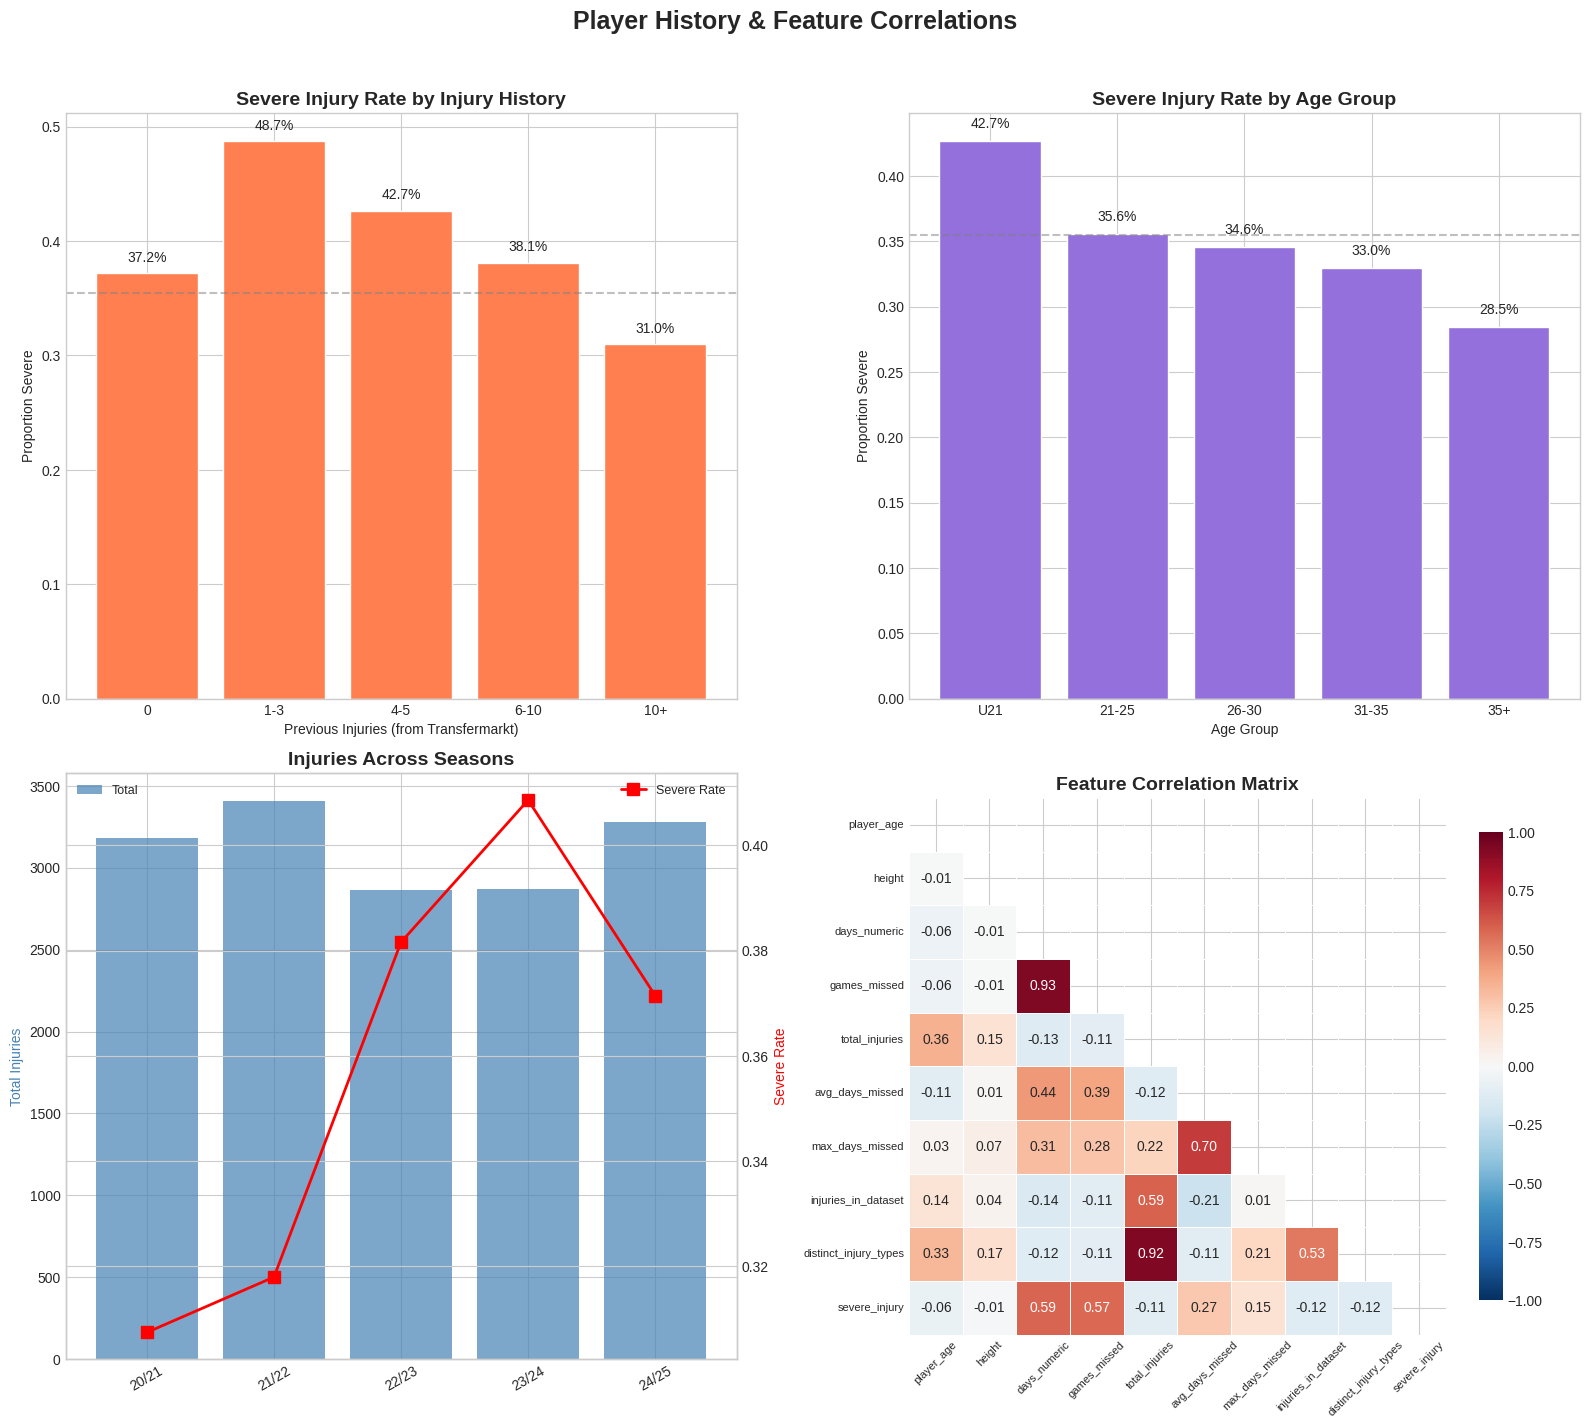 Player History & Feature Correlations
Severe Injury Rate by Injury History
0.5
0.4
0.3
0.2
0.1
0.0
Proportion Severe
37.2%
48.7%
42.7%
38.1%
31.0%
0
1-3
4-5
6-10
10+
Previous Injuries (from Transfermarkt)
Severe Injury Rate by Age Group
0.40
0.35
0.30
0.25
0.20
0.15
0.10
0.05
0.00
Proportion Severe
42.7%
35.6%
34.6%
33.0%
28.5%
U21
21-25
26-30
31-35
35+
Age Group
Injuries Across Seasons
Total
Severe Rate
3500
3000
2500
2000
1500
1000
500
0
Total Injuries
0.40
0.38
0.36
0.34
0.32
Severe Rate
20/21
21/22
22/23
23/24
24/25
Feature Correlation Matrix
player_age
height -0.01
days_numeric -0.06 -0.01
games_missed -0.06 -0.01 0.93
total_injuries 0.36 0.15 -0.13 -0.11
avg_days_missed -0.11 0.01 0.44 0.39 -0.12
max_days_missed 0.03 0.07 0.31 0.28 0.22 0.70
injuries_in_dataset 0.14 0.04 -0.14 -0.11 0.59 -0.21 0.01
distinct_injury_types 0.33 0.17 -0.12 -0.11 0.92 -0.11 0.21 0.53
severe_injury -0.06 -0.01 0.59 0.57 -0.11 0.27 0.15 -0.12 -0.12
player_age
height
days_numeric
games_missed
total_injuries
avg_days_missed
max_days_missed
injuries_in_dataset
distinct_injury_types
severe_injury
1.00
0.75
0.50
0.25
0.00
−0.25
−0.50
−0.75
−1.00